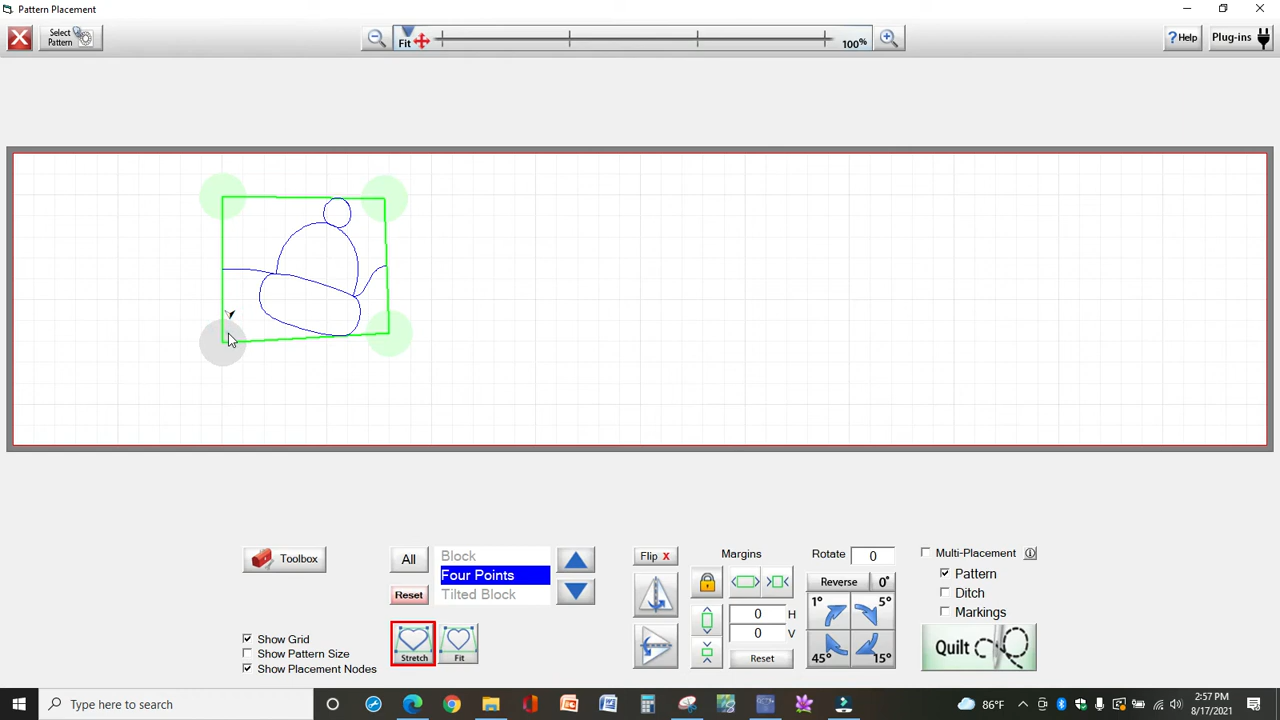 Pattern Placement
Select
Pattern
Fit
100%
?Help
Plug-ins
Toolbox
All
Block
Four Points
Tilted Block
Reset
Show Grid
Show Pattern Size
Show Placement Nodes
Stretch
Fit
Flip X
Margins
0 H
0 V
Reset
Rotate 0
Reverse 0°
1° 5°
45° 15°
Multi-Placement
Pattern
Ditch
Markings
Quilt
Type here to search
86°F
2:57 PM
8/17/2021